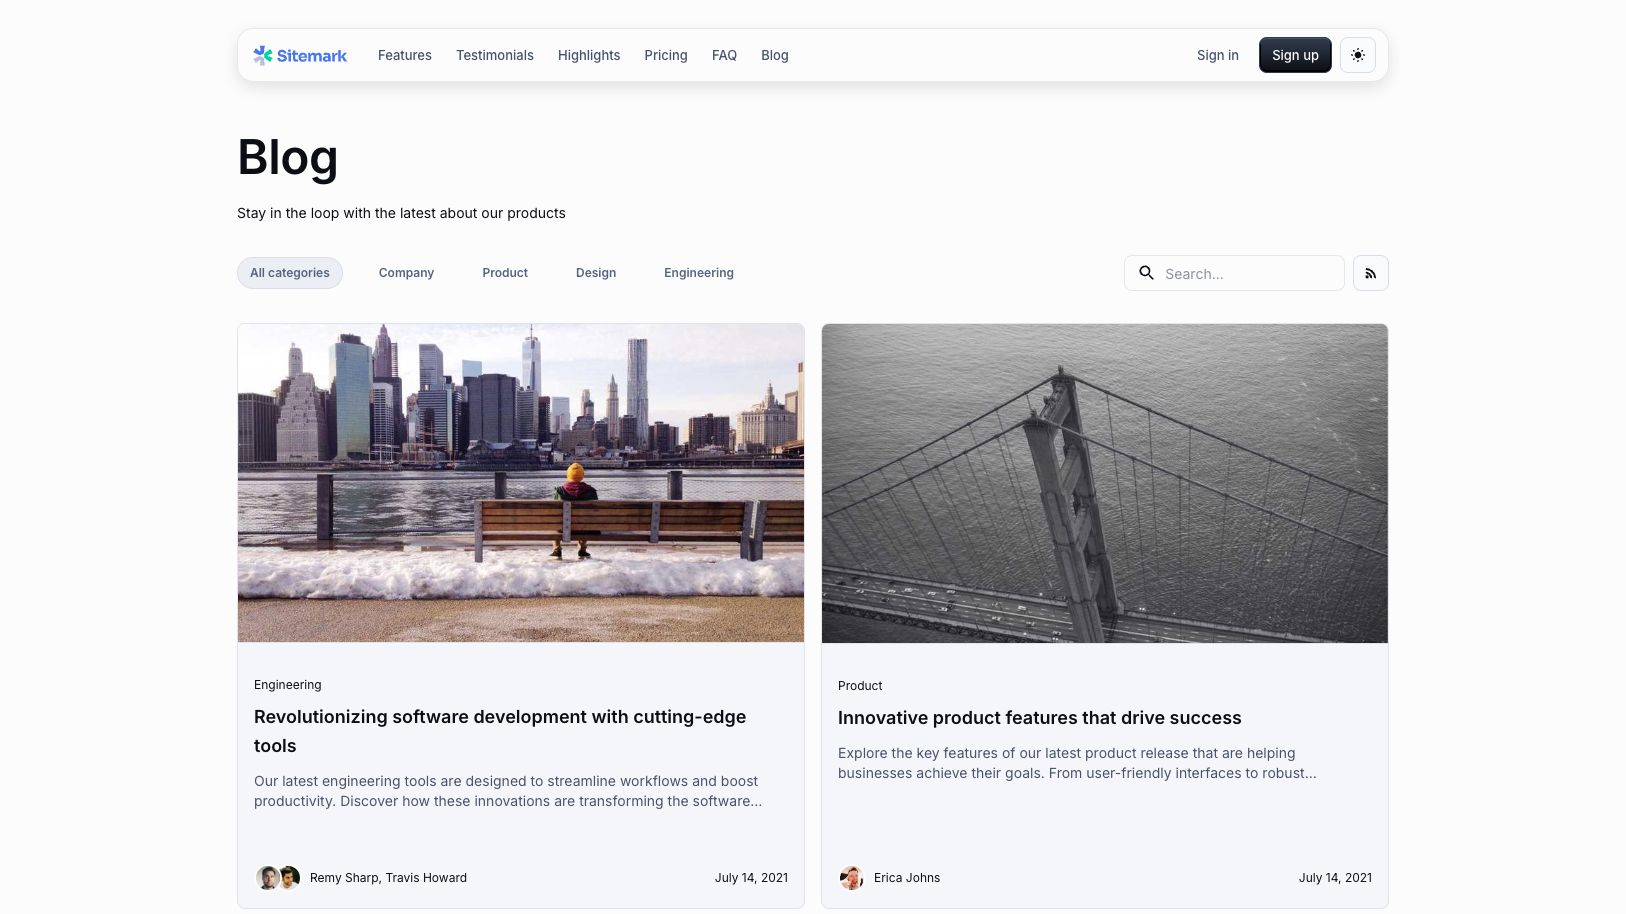 Sitemark
Features
Testimonials
Highlights
Pricing
FAQ
Blog
Sign in
Sign up
Blog
Stay in the loop with the latest about our products
All categories
Company
Product
Design
Engineering
Search...
Engineering
Revolutionizing software development with cutting-edge
tools
Our latest engineering tools are designed to streamline workflows and boost
productivity. Discover how these innovations are transforming the software...
Remy Sharp, Travis Howard
July 14, 2021
Product
Innovative product features that drive success
Explore the key features of our latest product release that are helping
businesses achieve their goals. From user-friendly interfaces to robust...
Erica Johns
July 14, 2021